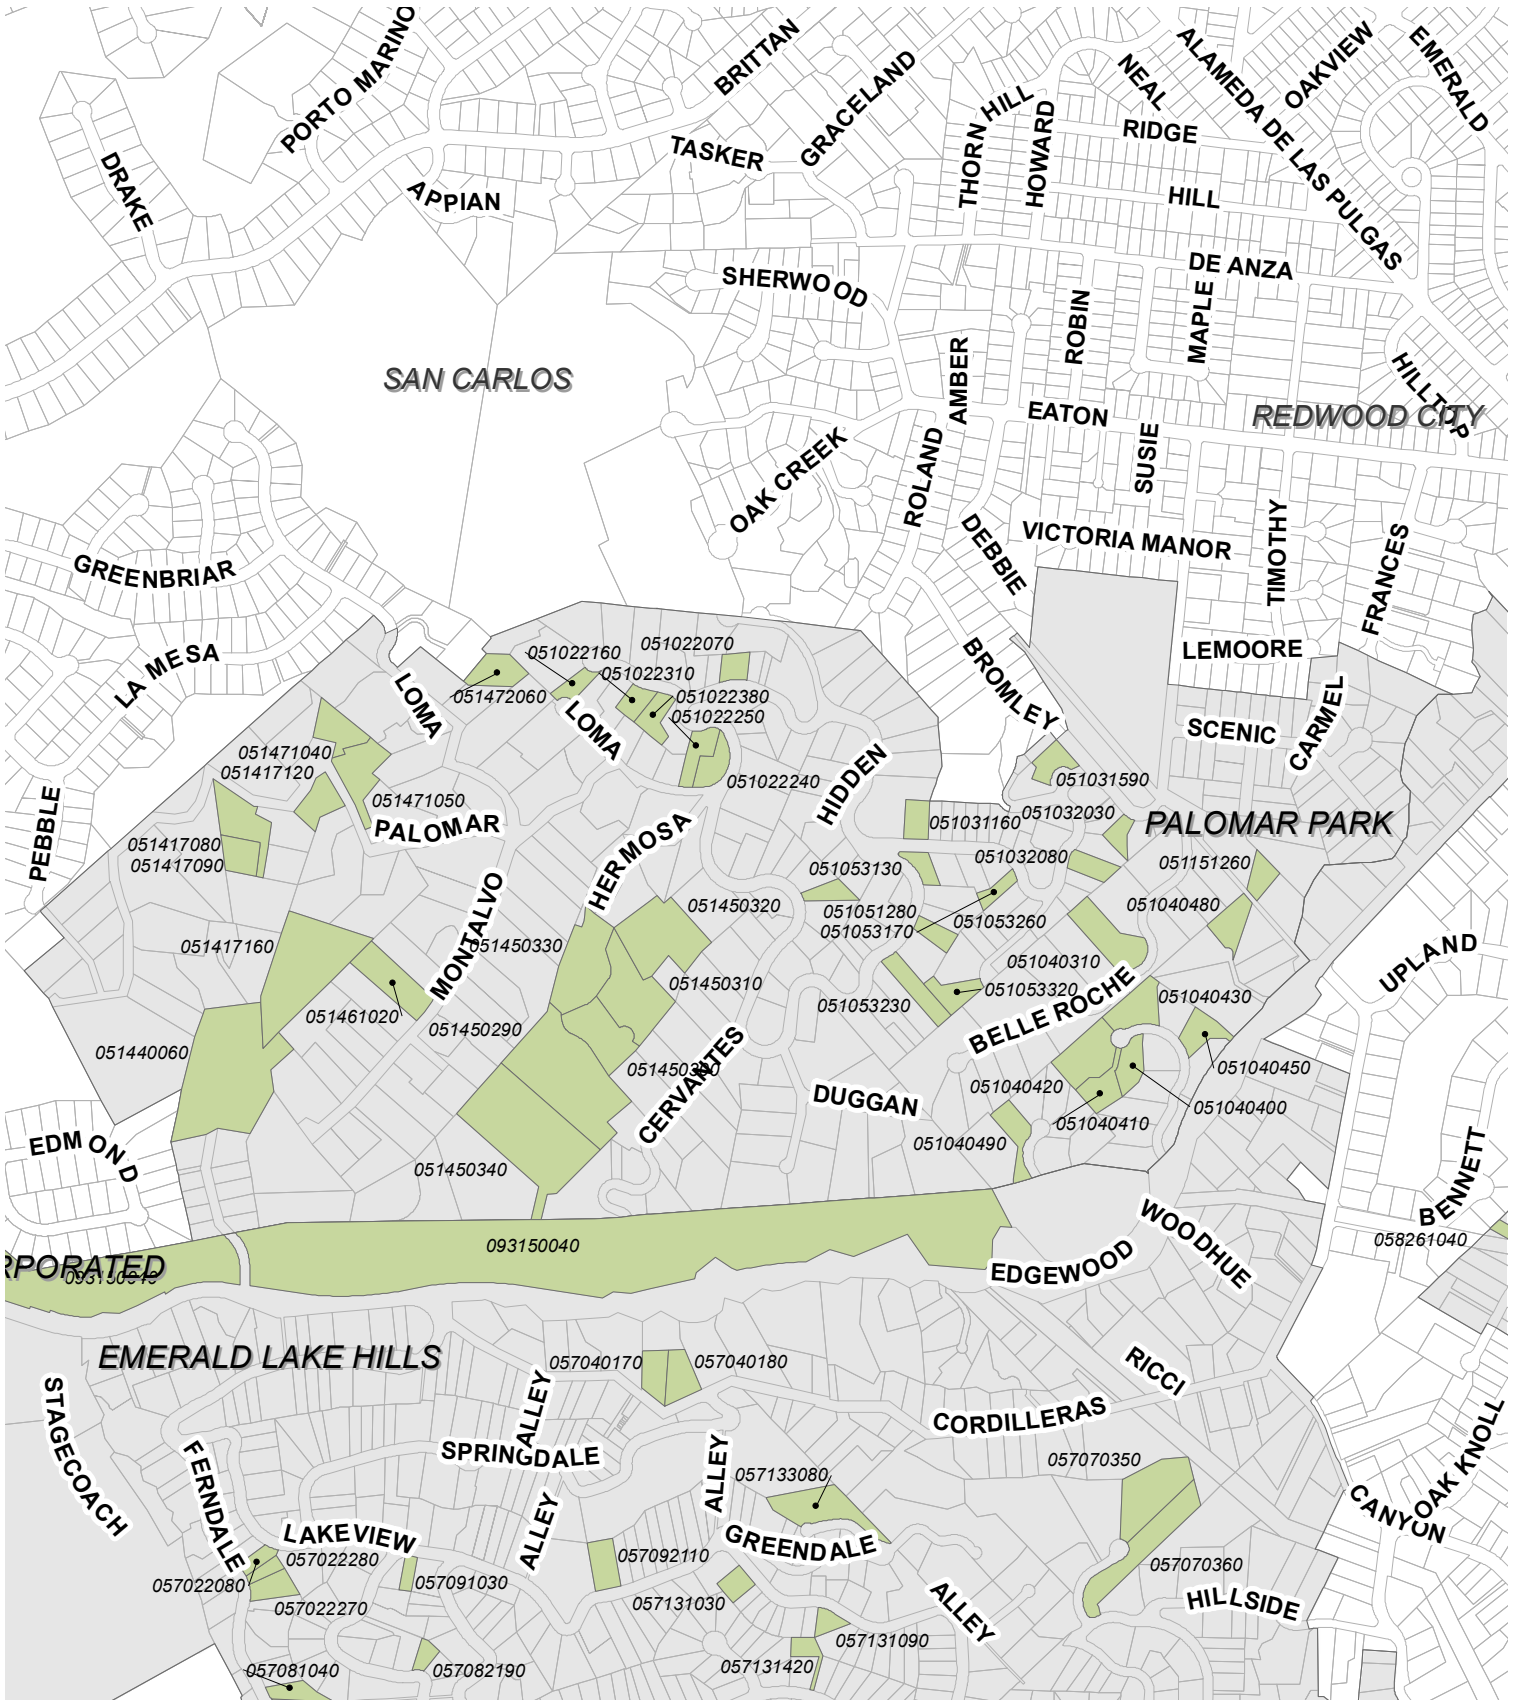 PORTO MARINO
BRITTAN
GRACELAND
NEAL
ALAMEDA DE LAS PULGAS
OAKVIEW
EMERALD
DRAKE
APPIAN
TASKER
THORN
HILL
HOWARD
RIDGE
HILL
SHERWOOD
DE ANZA
ROBIN
MAPLE
SAN CARLOS
AMBER
EATON
HILLTOP
REDWOOD CITY
OAK CREEK
ROLAND
SUSIE
DEBBIE
VICTORIA MANOR
TIMOTHY
FRANCES
GREENBRIAR
LA MESA
LOMA
051022160
051022070
051022310
051472060
051022380
051022250
LOMA
BROMLEY
LEMOORE
SCENIC
CARMEL
051471040
051417120
051022240
HIDDEN
051031590
PEBBLE
051471050
PALOMAR
051031160
051032030
PALOMAR PARK
051417080
051417090
HERMOSA
051053130
051032080
051151260
051450320
051051280
051053170
051053260
051040480
051417160
MONTALVO
051450330
051040310
UPLAND
051450310
051053230
051053320
BELLE ROCHE
051040430
051461020
051450290
051440060
051450300
CERVANTES
DUGGAN
051040420
051040450
051040400
051040410
EDMOND
051040490
051450340
BENNETT
WOODHUE
058261040
093150040
RPORATED
093150040
EDGEWOOD
EMERALD LAKE HILLS
057040170
057040180
RICCI
STAGECOACH
ALLEY
CORDILLERAS
OAK KNOLL
FERNDALE
SPRINGDALE
ALLEY
057133080
057070350
CANYON
LAKEVIEW
ALLEY
GREENDALE
057022280
057022080
057091030
057092110
057070360
057022270
057131030
ALLEY
HILLSIDE
057131090
057081040
057082190
057131420